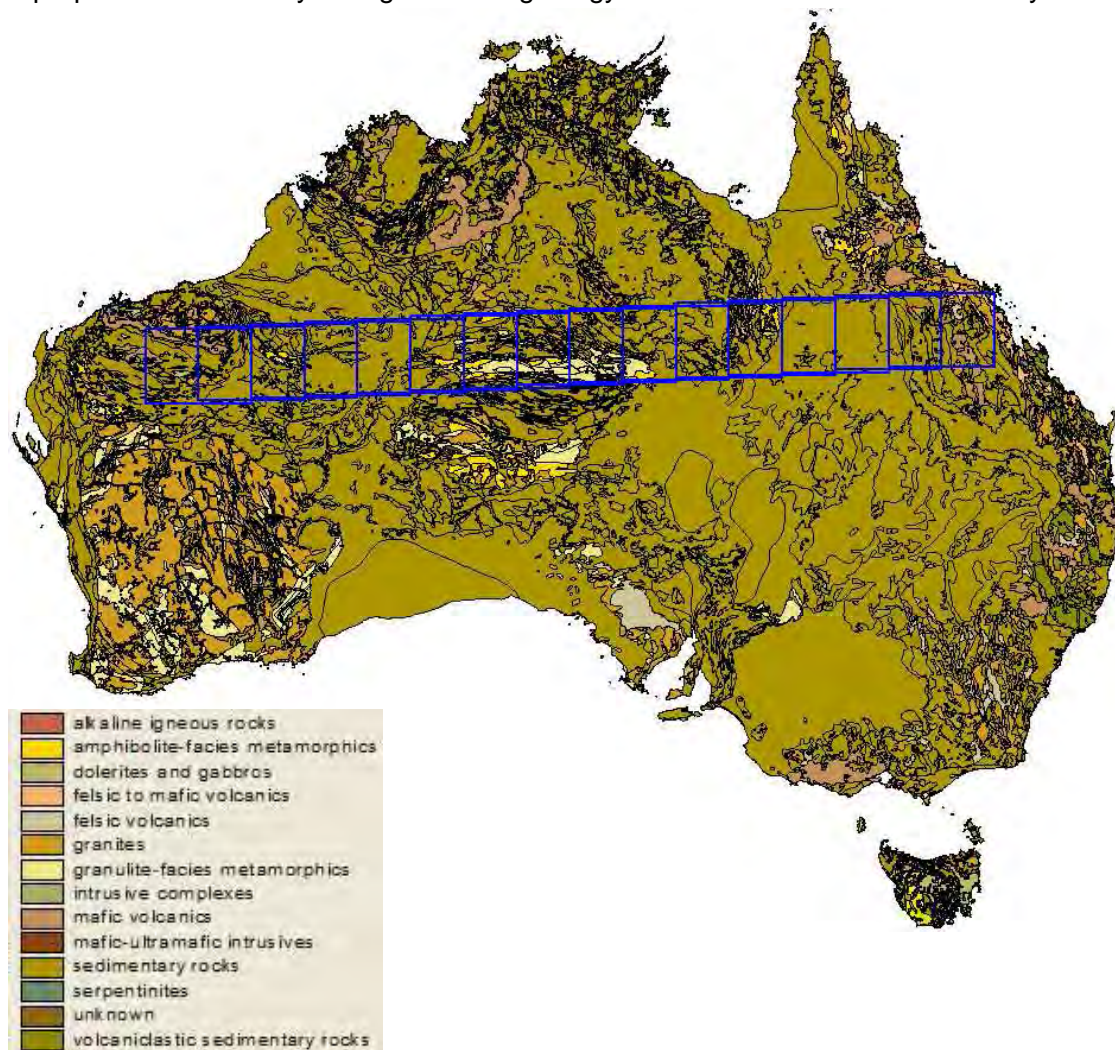 alkaline igneous rocks
amphibolite-facies metamorphics
dolerites and gabbros
felsic to mafic volcanics
felsic volcanics
granites
granulite-facies metamorphics
intrusive complexes
mafic volcanics
mafic-ultramafic intrusives
sedimentary rocks
serpentinites
unknown
volcaniclastic sedimentary rocks